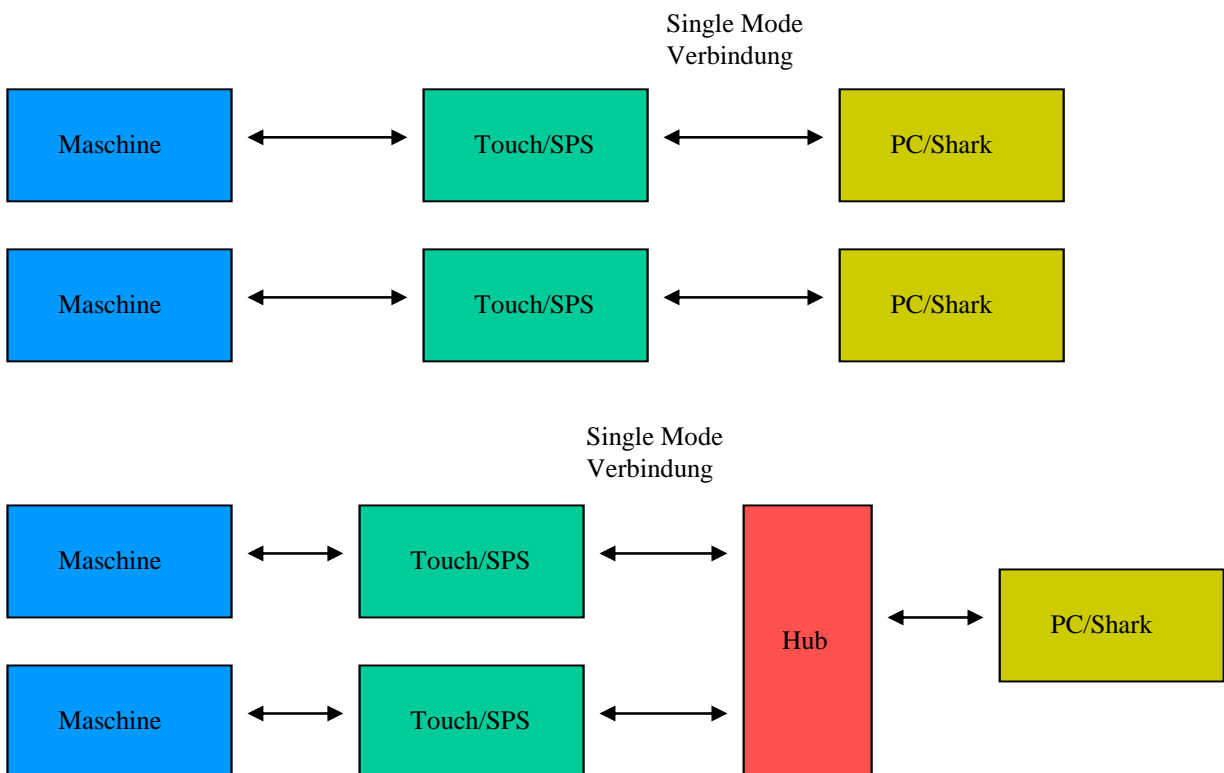 Single Mode
Verbindung
Maschine
Touch/SPS
PC/Shark
Maschine
Touch/SPS
PC/Shark
Single Mode
Verbindung
Maschine
Touch/SPS
Hub
PC/Shark
Maschine
Touch/SPS